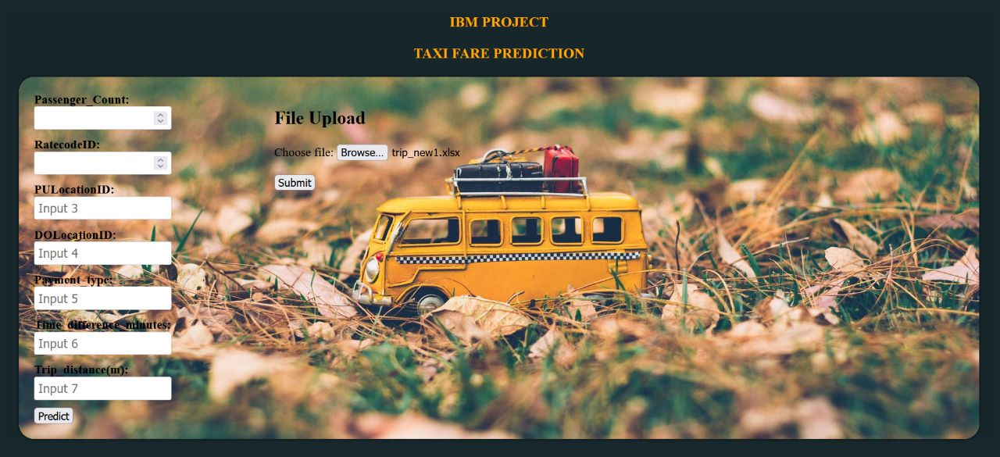 IBM PROJECT
TAXI FARE PREDICTION
Passenger_Count:
RatecodeID:
PULocationID:
Input 3
DOLocationID:
Input 4
Payment_type:
Input 5
Time_difference_minutes:
Input 6
Trip_distance(m):
Input 7
Predict
File Upload
Choose file: Browse... trip_new1.xlsx
Submit